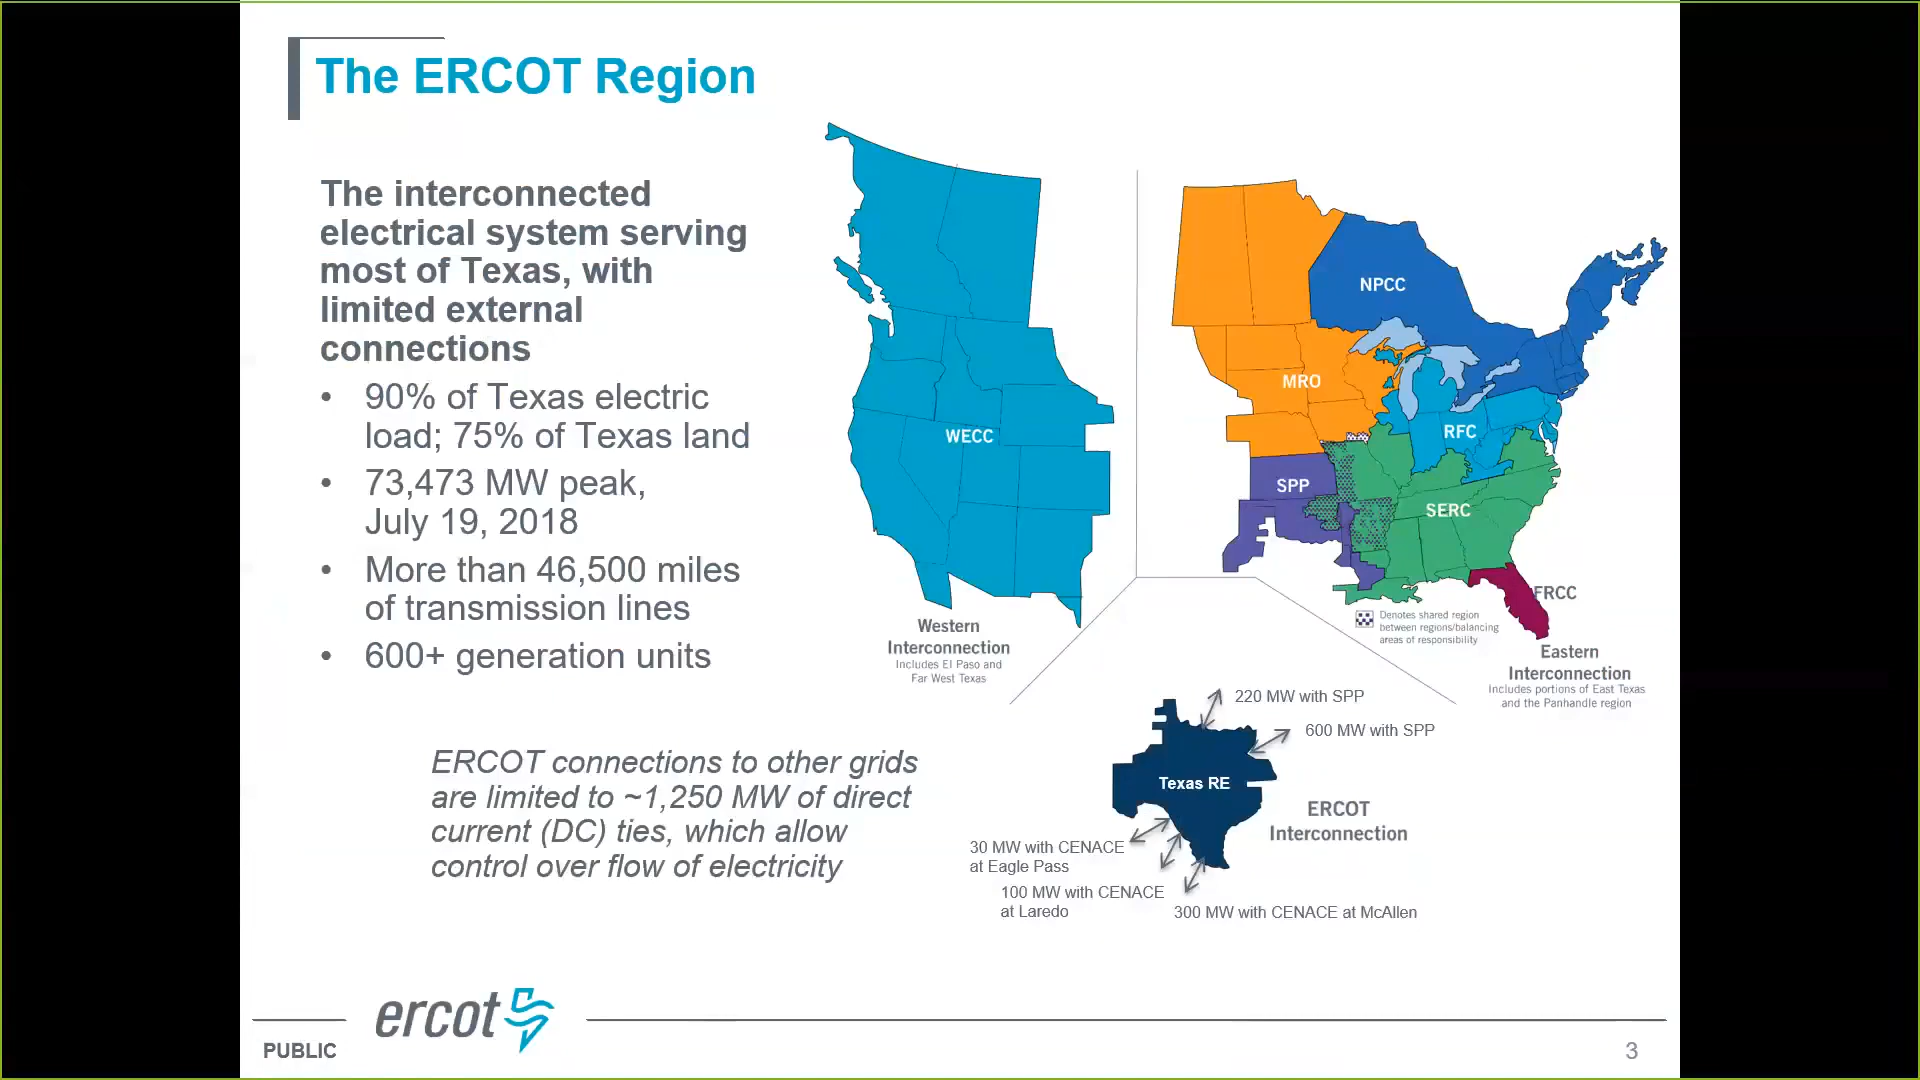 The ERCOT Region
The interconnected
electrical system serving
most of Texas, with
limited external
connections
• 90% of Texas electric
load; 75% of Texas land
• 73,473 MW peak,
July 19, 2018
• More than 46,500 miles
of transmission lines
• 600+ generation units
ERCOT connections to other grids
are limited to ~1,250 MW of direct
current (DC) ties, which allow
control over flow of electricity
WECC
Western
Interconnection
Includes El Paso and
Far West Texas
NPCC
MRO
RFC
SPP
SERC
FRCC
Denotes shared region
between regions/balancing
areas of responsibility
Eastern
Interconnection
Includes portions of East Texas
and the Panhandle region
220 MW with SPP
600 MW with SPP
Texas RE
ERCOT
Interconnection
30 MW with CENACE
at Eagle Pass
100 MW with CENACE
at Laredo
300 MW with CENACE at McAllen
ercot
PUBLIC
3